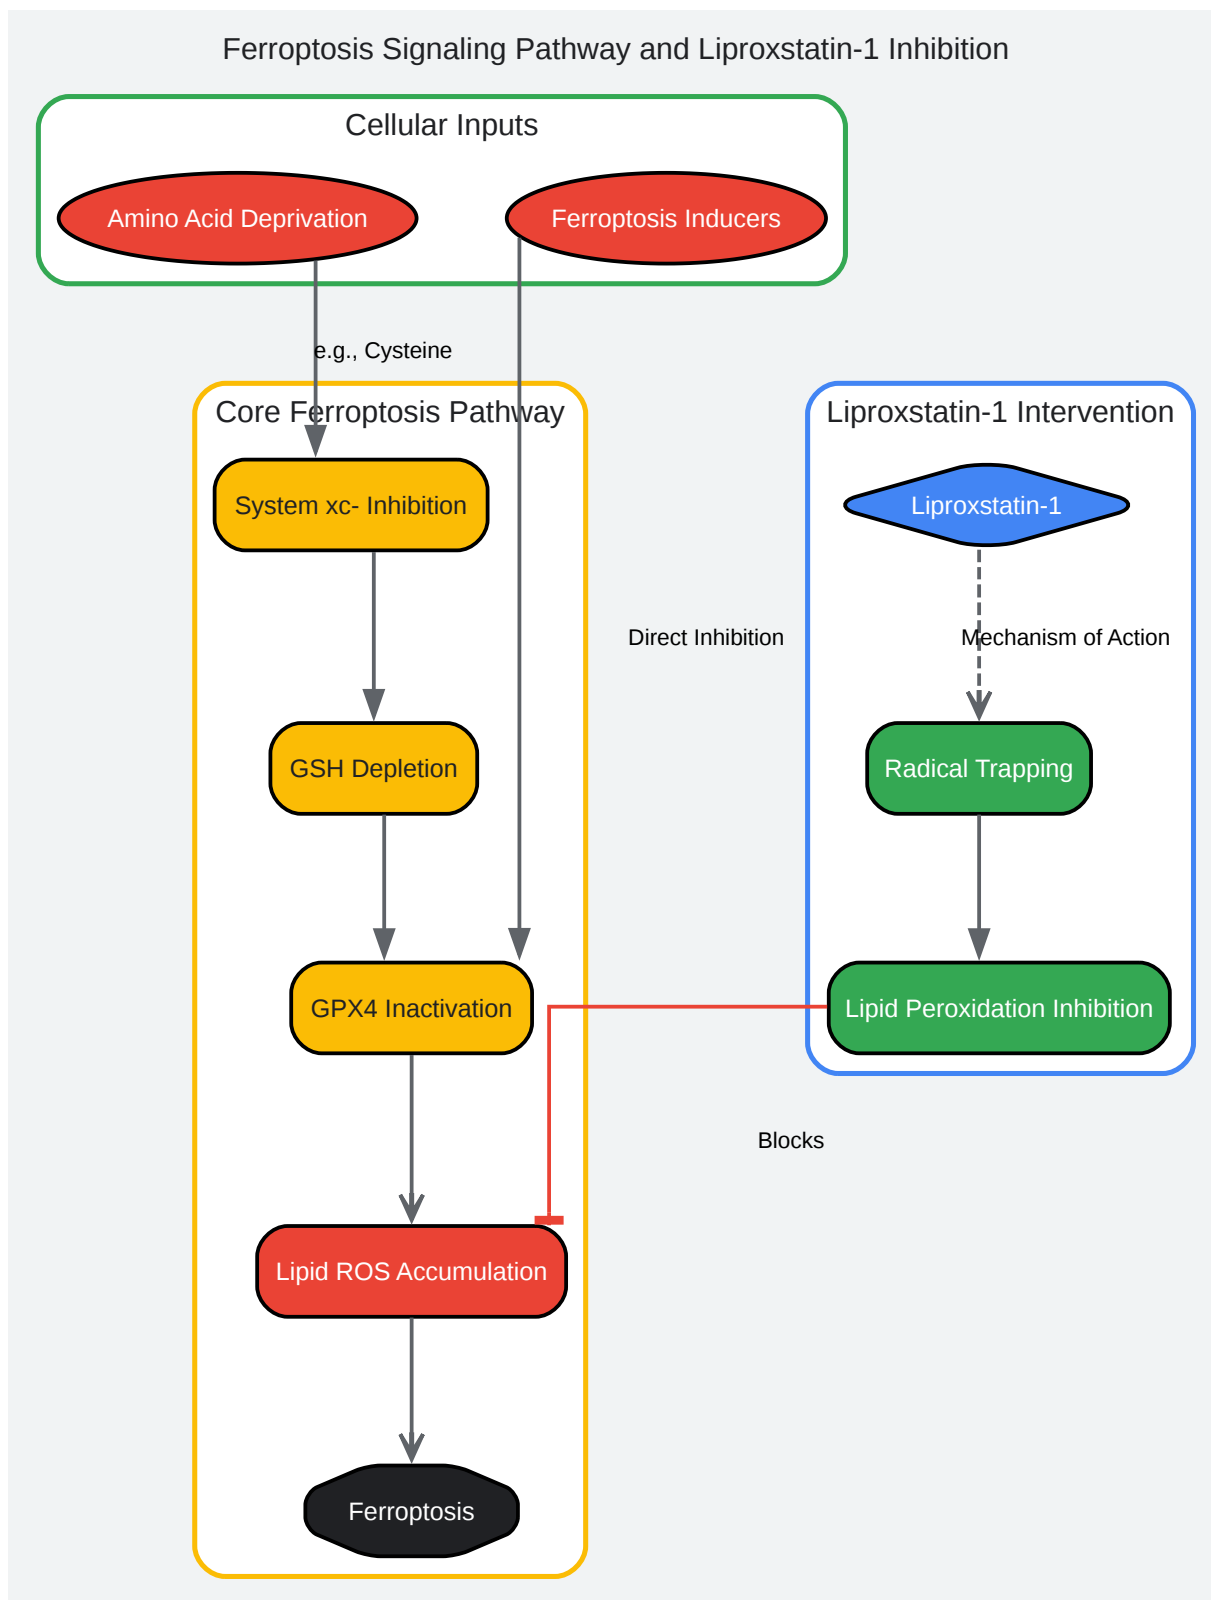 Ferroptosis Signaling Pathway and Liproxstatin-1 Inhibition
Cellular Inputs
Amino Acid Deprivation
Ferroptosis Inducers
e.g., Cysteine
Core Ferroptosis Pathway
Liproxstatin-1 Intervention
System xc- Inhibition
Liproxstatin-1
Direct Inhibition
Mechanism of Action
GSH Depletion
Radical Trapping
GPX4 Inactivation
Lipid Peroxidation Inhibition
Blocks
Lipid ROS Accumulation
Ferroptosis